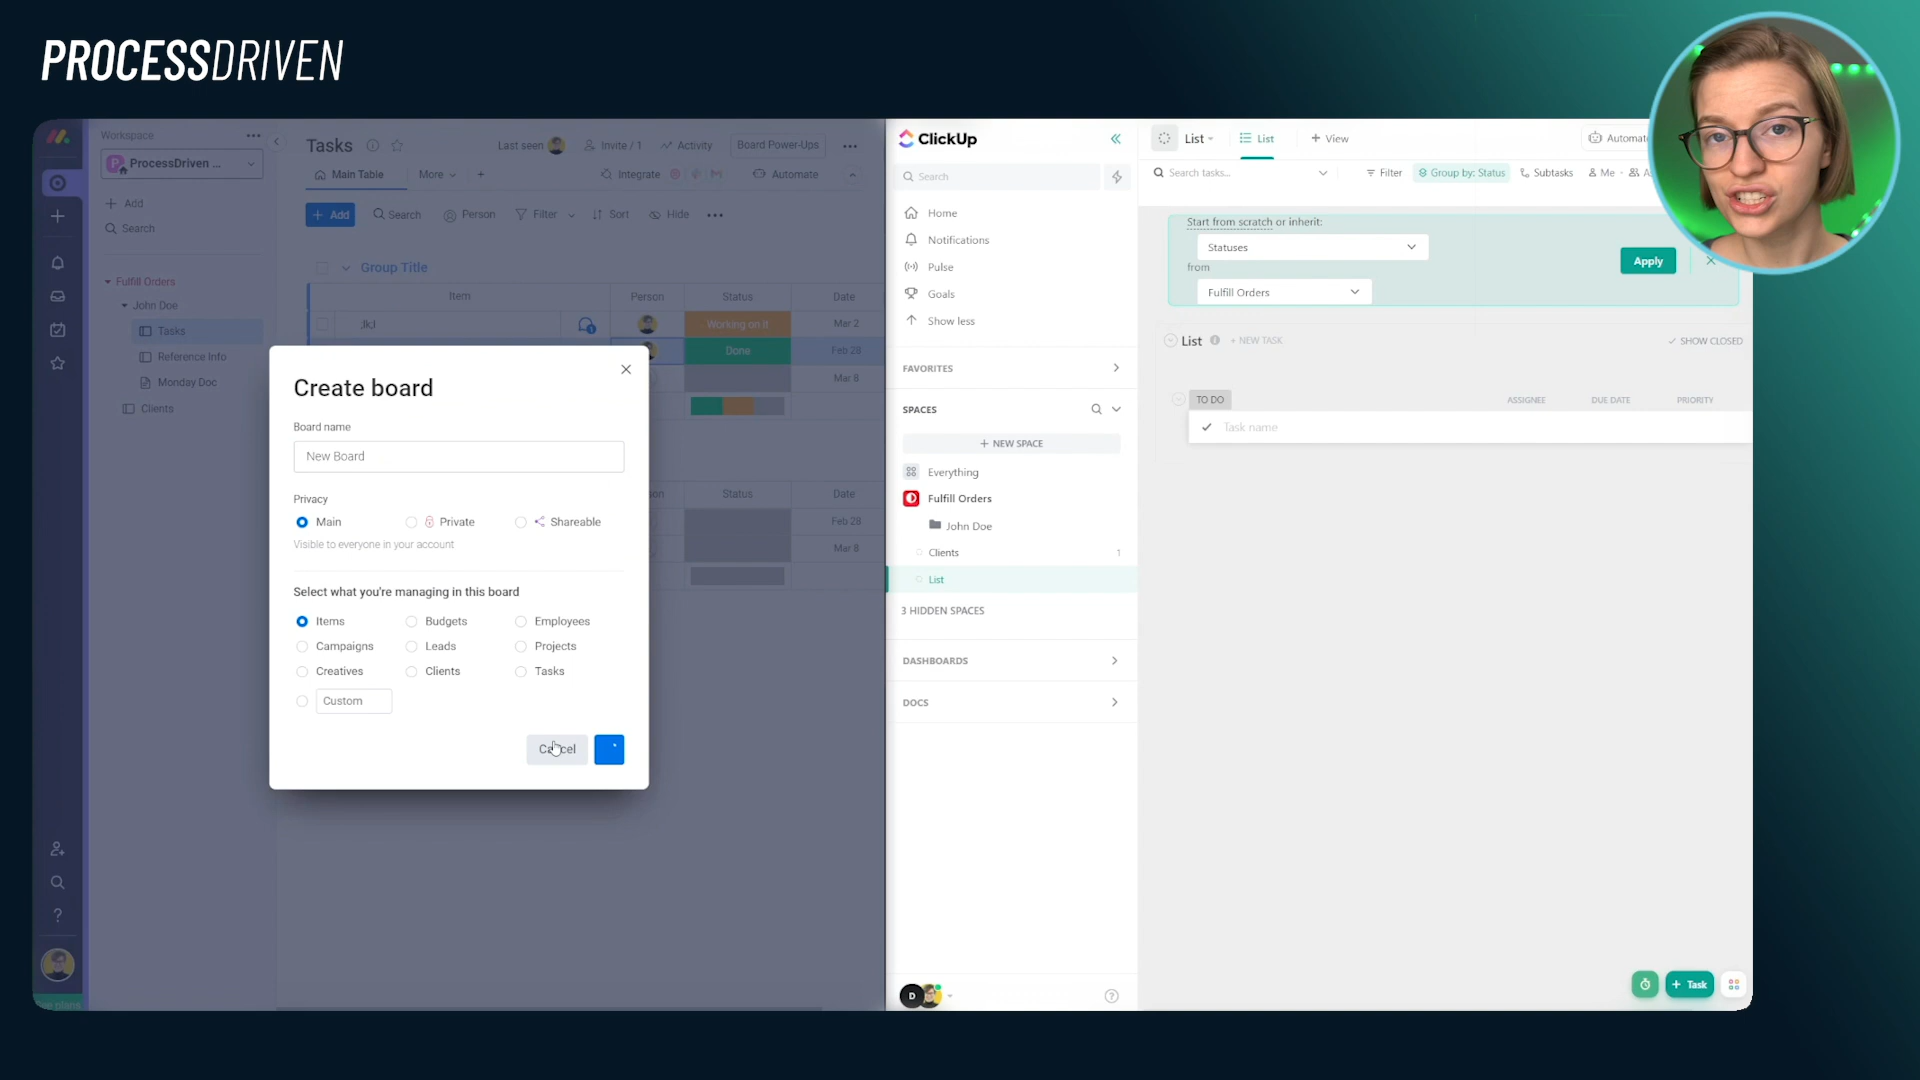 PROCESSDRIVEN
Workspace
ProcessDriven ...
Add
Search
Fulfill Orders
John Doe
Tasks
Reference Info
Monday Doc
Clients
Tasks
Last seen
Invite / 1
Activity
Board Power-Ups
Main Table
More
Integrate
Automate
Add
Search
Person
Filter
Sort
Hide
Group Title
Item
Person
Status
Date
;lk;l
Working on it
Mar 2
Done
Feb 28
Mar 8
Status
Date
Feb 28
Mar 8
Create board
Board name
New Board
Privacy
Main
Private
Shareable
Visible to everyone in your account
Select what you're managing in this board
Items
Budgets
Employees
Campaigns
Leads
Projects
Creatives
Clients
Tasks
Custom
Cancel
ClickUp
Search
Home
Notifications
Pulse
Goals
Show less
FAVORITES
SPACES
+ NEW SPACE
Everything
Fulfill Orders
John Doe
Clients 1
List
3 HIDDEN SPACES
DASHBOARDS
DOCS
D
List
List
+ View
Search tasks...
Filter
Group by: Status
Subtasks
Me
Start from scratch or inherit:
Statuses
from
Fulfill Orders
Apply
List
+ NEW TASK
SHOW CLOSED
TO DO
ASSIGNEE
DUE DATE
PRIORITY
Task name
+ Task